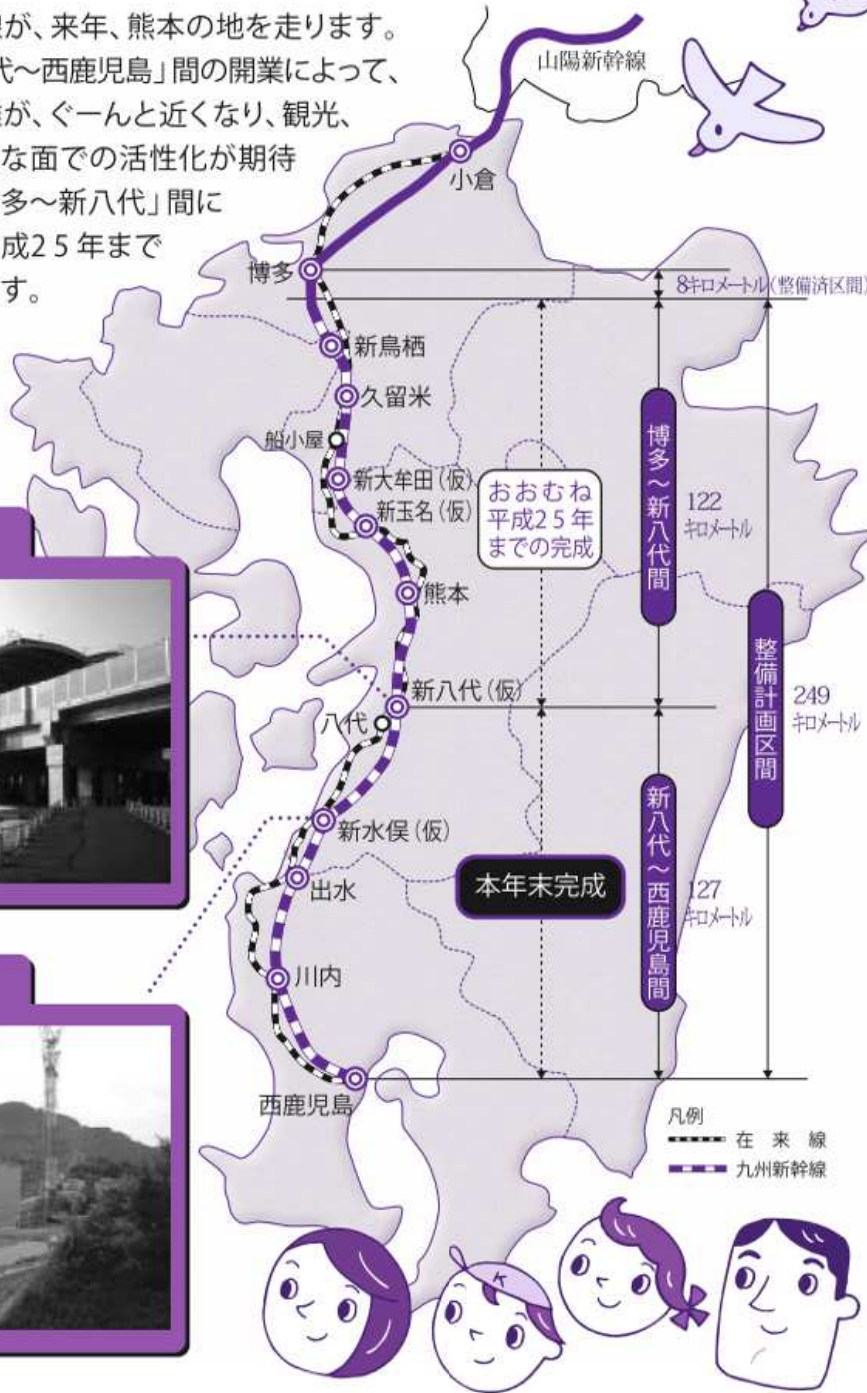 線が、来年、熊本の地を走ります。
代〜西鹿児島」間の開業によって、
が、ぐーんと近くなり、観光、
な面での活性化が期待
多〜新八代」間に
成25年まで
す。
山陽新幹線
小倉
博多
8キロメートル(整備済区間)
新鳥栖
久留米
船小屋
新大牟田(仮)
新玉名(仮)
おおむね
平成25年
までの完成
博多〜新八代間
122
キロメートル
熊本
新八代(仮)
八代
整備計画区間
249
キロメートル
新水俣(仮)
出水
本年末完成
新八代〜西鹿児島間
127
キロメートル
川内
西鹿児島
凡例
在来線
九州新幹線
K